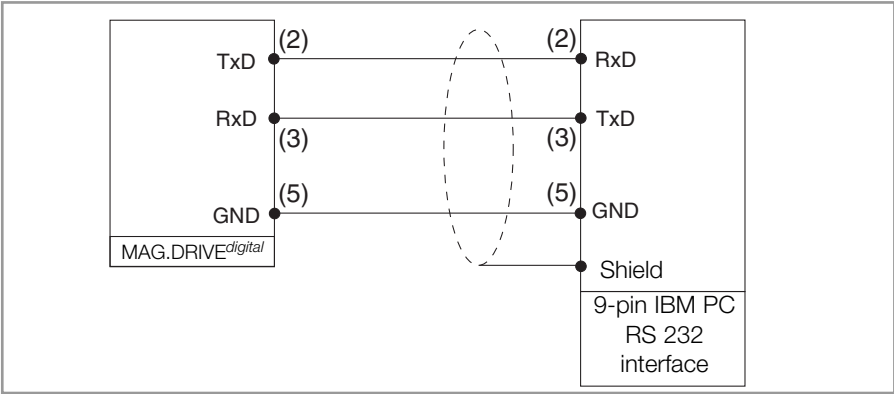 (2) (2)
TxD RxD
RxD TxD
(3) (3)
(5) (5)
GND GND
MAG.DRIVEdigital
Shield
9-pin IBM PC
RS 232
interface